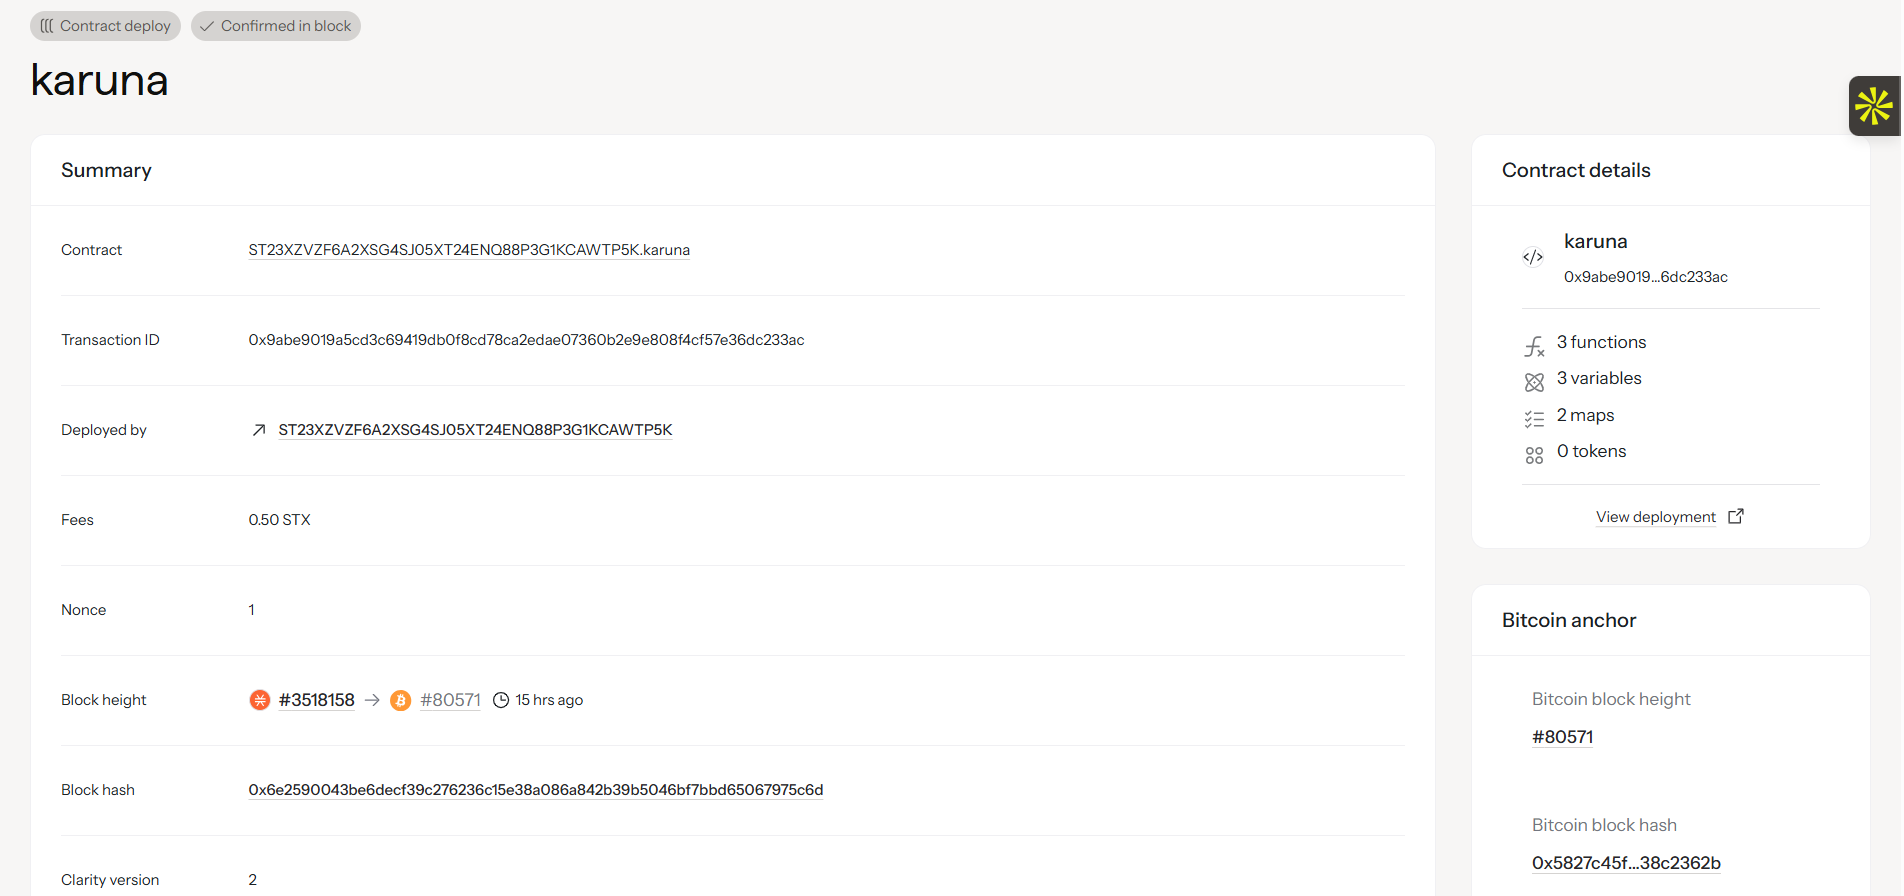 Contract deploy
Confirmed in block
karuna
Summary
Contract
ST23XZVZF6A2XSG4SJ05XT24ENQ88P3G1KCAWTP5K.karuna
Transaction ID
0x9abe9019a5cd3c69419db0f8cd78ca2edae07360b2e9e808f4cf57e36dc233ac
Deployed by
ST23XZVZF6A2XSG4SJ05XT24ENQ88P3G1KCAWTP5K
Fees
0.50 STX
Nonce
1
Block height
#3518158
#80571
15 hrs ago
Block hash
0x6e2590043be6decf39c276236c15e38a086a842b39b5046bf7bbd65067975c6d
Clarity version
2
Contract details
karuna
0x9abe9019...6dc233ac
3 functions
3 variables
2 maps
0 tokens
View deployment
Bitcoin anchor
Bitcoin block height
#80571
Bitcoin block hash
0x5827c45f...38c2362b